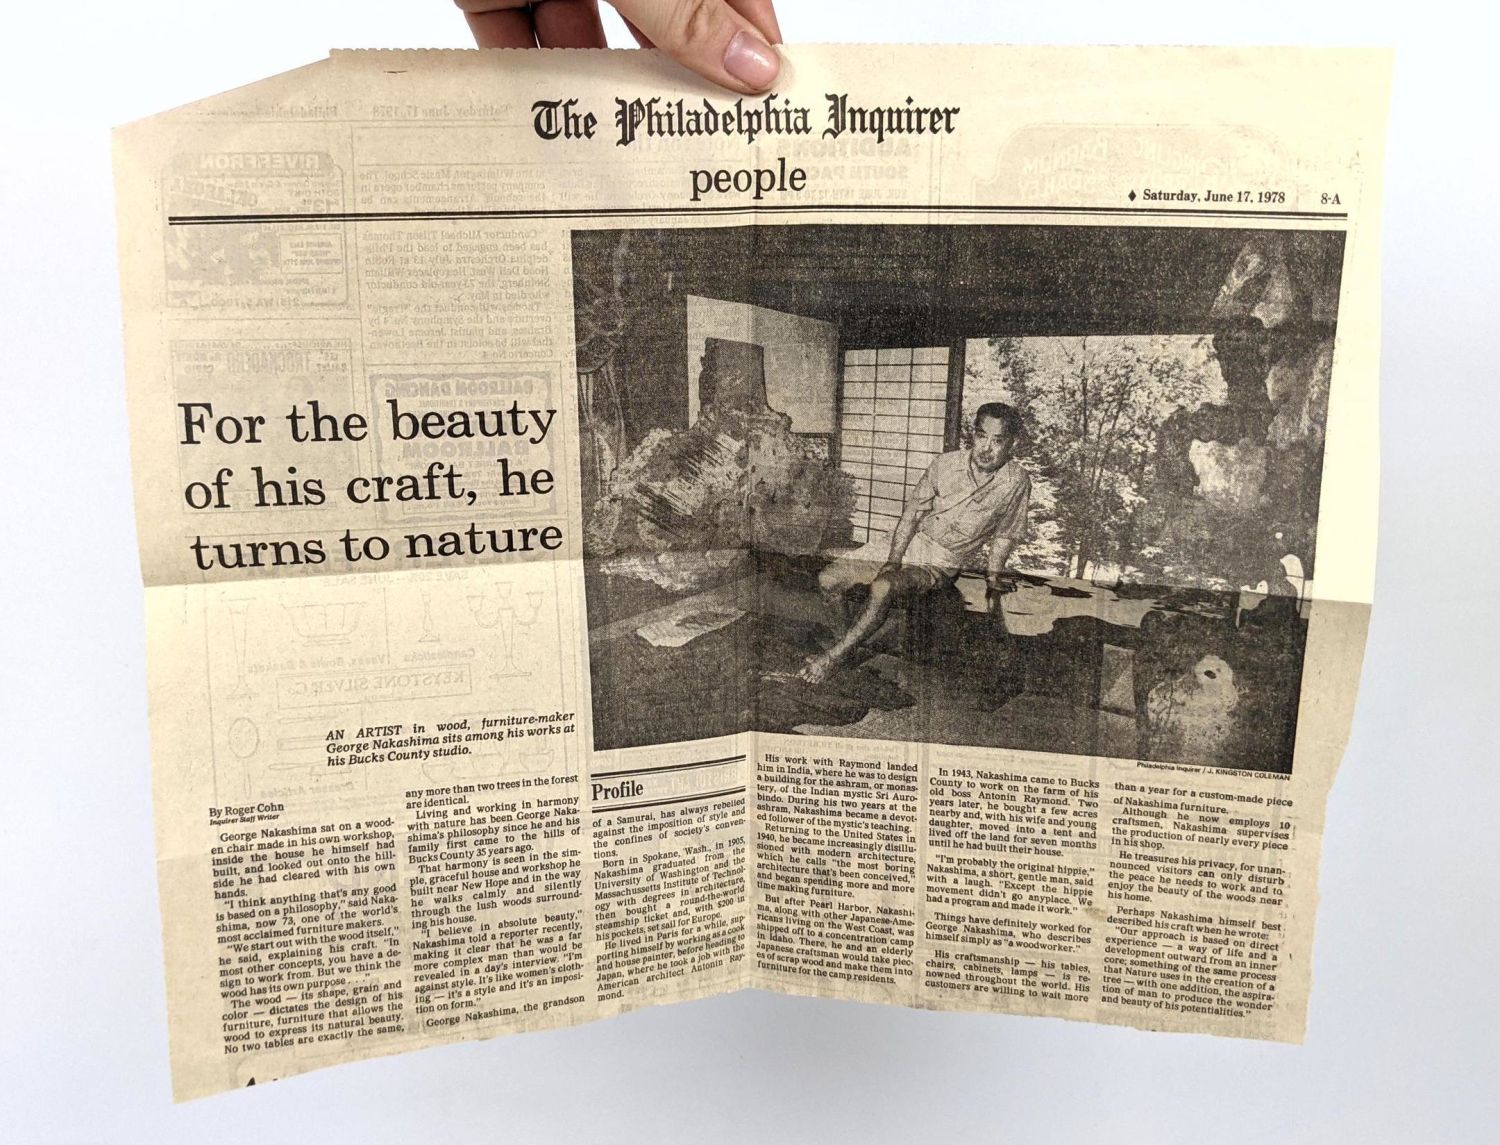 The Philadelphia Inquirer
people
♦ Saturday, June 17, 1978 8-A
For the beauty
of his craft, he
turns to nature
AN ARTIST in wood, furniture-maker
George Nakashima sits among his works at
his Bucks County studio.
Philadelphia Inquirer / J. KINGSTON COLEMAN
By Roger Cohn
Inquirer Staff Writer
George Nakashima sat on a wood-
en chair made in his own workshop,
inside the house he himself had
built, and looked out onto the hill-
side he had cleared with his own
hands.
"I think anything that's any good
is based on a philosophy," said Naka-
shima, now 73, one of the world's
most acclaimed furniture makers.
"We start out with the wood itself,"
he said, explaining his craft. "In
most other concepts, you have a de-
sign to work from. But we think the
wood has its own purpose . . ."
The wood — its shape, grain and
color — dictates the design of his
furniture, furniture that allows the
wood to express its natural beauty.
No two tables are exactly the same,
any more than two trees in the forest
are identical.
Living and working in harmony
with nature has been George Naka-
shima's philosophy since he and his
family first came to the hills of
Bucks County 35 years ago.
That harmony is seen in the sim-
ple, graceful house and workshop he
built near New Hope and in the way
he walks calmly and silently
through the lush woods surround-
ing his house.
"I believe in absolute beauty,"
Nakashima told a reporter recently,
making it clear that he was a far
more complex man than would be
revealed in a day's interview. "I'm
against style. It's like women's cloth-
ing — it's a style and it's an imposi-
tion on form."
George Nakashima, the grandson
Profile
of a Samurai, has always rebelled
against the imposition of style and
the confines of society's conven-
tions.
Born in Spokane, Wash., in 1905,
Nakashima graduated from the
University of Washington and the
Massachusetts Institute of Technol-
ogy with degrees in architecture,
then bought a round-the-world
steamship ticket and, with $200 in
his pockets, set sail for Europe.
He lived in Paris for a while, sup-
porting himself by working as a cook
and house painter, before heading to
Japan, where he took a job with the
American architect Antonin Ray-
mond.
His work with Raymond landed
him in India, where he was to design
a building for the ashram, or monas-
tery, of the Indian mystic Sri Auro-
bindo. During his two years at the
ashram, Nakashima became a devot-
ed follower of the mystic's teaching.
Returning to the United States in
1940, he became increasingly disillu-
sioned with modern architecture,
which he calls "the most boring
architecture that's been conceived,"
and began spending more and more
time making furniture.
But after Pearl Harbor, Nakashi-
ma, along with other Japanese-Ame-
ricans living on the West Coast, was
shipped off to a concentration camp
in Idaho. There, he and an elderly
Japanese craftsman would take piec-
es of scrap wood and make them into
furniture for the camp residents.
In 1943, Nakashima came to Bucks
County to work on the farm of his
old boss Antonin Raymond. Two
years later, he bought a few acres
nearby and, with his wife and young
daughter, moved into a tent and
lived off the land for seven months
until he had built their house.
"I'm probably the original hippie,"
Nakashima, a short, gentle man, said
with a laugh. "Except the hippie
movement didn't go anyplace. We
had a program and made it work."
Things have definitely worked for
George Nakashima, who describes
himself simply as "a woodworker."
His craftsmanship — his tables,
chairs, cabinets, lamps — is re-
nowned throughout the world. His
customers are willing to wait more
than a year for a custom-made piece
of Nakashima furniture.
Although he now employs 10
craftsmen, Nakashima supervises
the production of nearly every piece
in his shop.
He treasures his privacy, for unan-
nounced visitors can only disturb
the peace he needs to work and to
enjoy the beauty of the woods near
his home.
Perhaps Nakashima himself best
described his craft when he wrote:
"Our approach is based on direct
experience — a way of life and a
development outward from an inner
core; something of the same process
that Nature uses in the creation of a
tree — with one addition, the aspira-
tion of man to produce the wonder
and beauty of his potentialities."